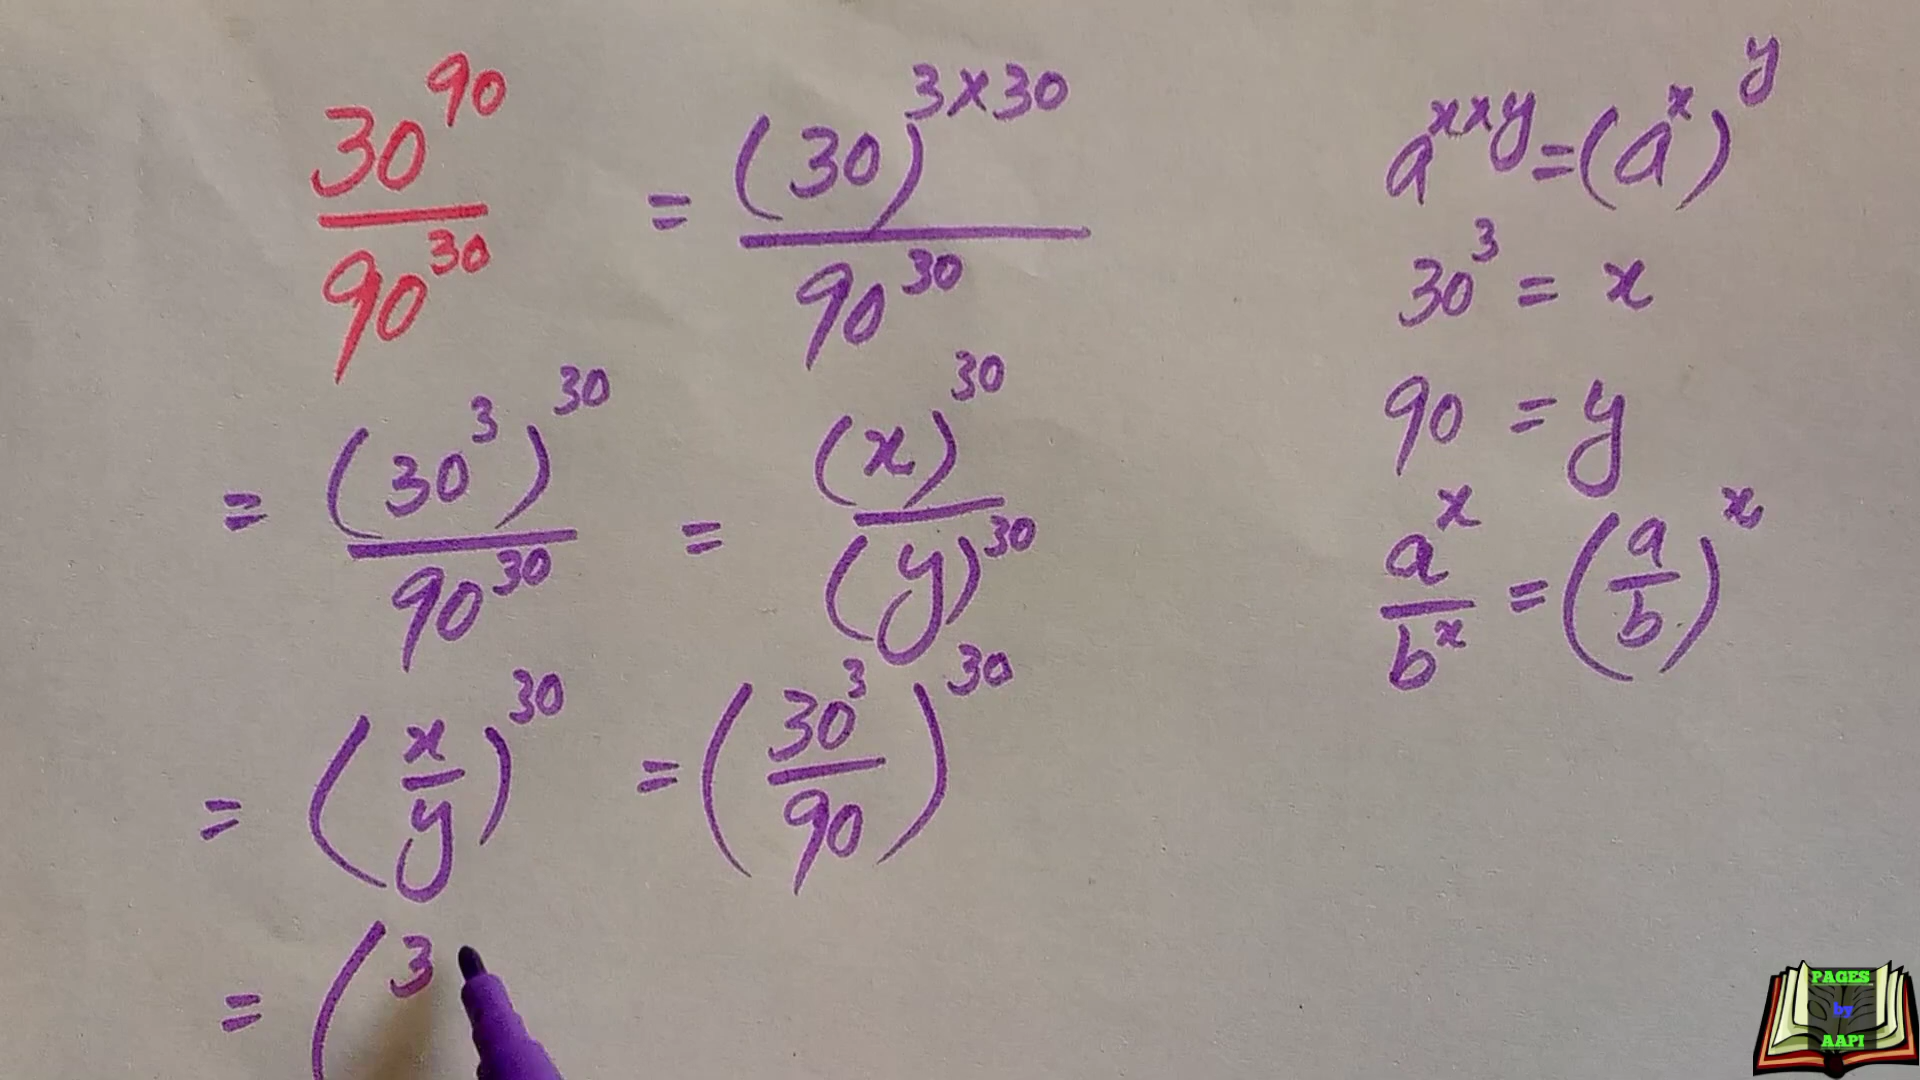 30^90 / 90^30 = (30)^3×30 / 90^30
= (30^3)^30 / 90^30 = (x)^30 / (y)^30
= (x/y)^30 = (30^3 / 90)^30
= (3
a^x×y = (a^x)^y
30^3 = x
90 = y
a^x / b^x = (a/b)^x
PAGES
by
AAPI